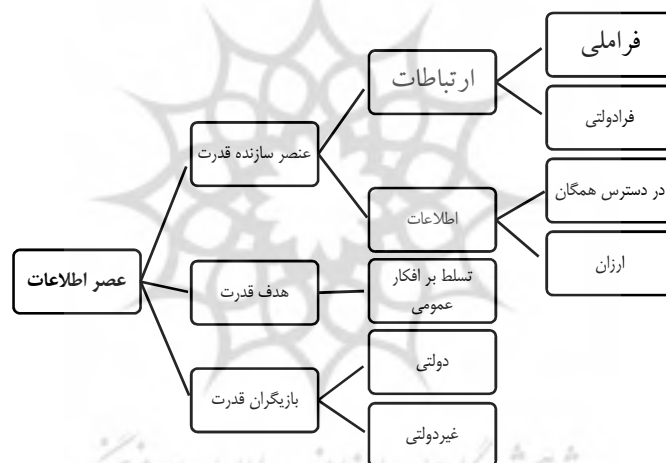 عصر اطلاعات
عنصر سازنده قدرت
ارتباطات
فراملی
فرادولتی
اطلاعات
در دسترس همگان
ارزان
هدف قدرت
تسلط بر افکار
عمومی
بازیگران قدرت
دولتی
غیردولتی